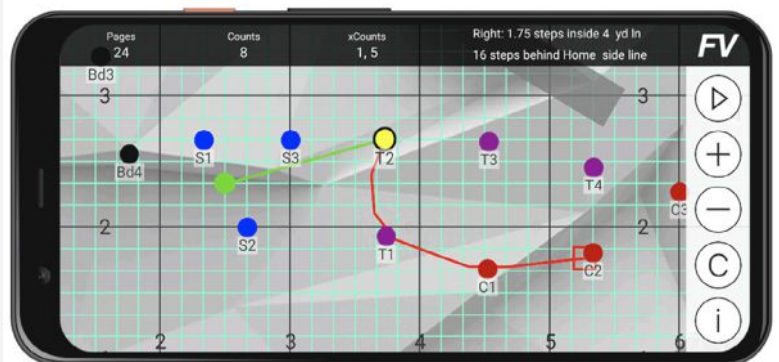 Pages
24
Counts
8
xCounts
1, 5
Right: 1.75 steps inside 4 yd ln
16 steps behind Home side line
FV
Bd3
3
3
S1
S3
T2
T3
Bd4
T4
C3
2
2
S2
T1
C1
C2
C
i
2
3
4
5
6